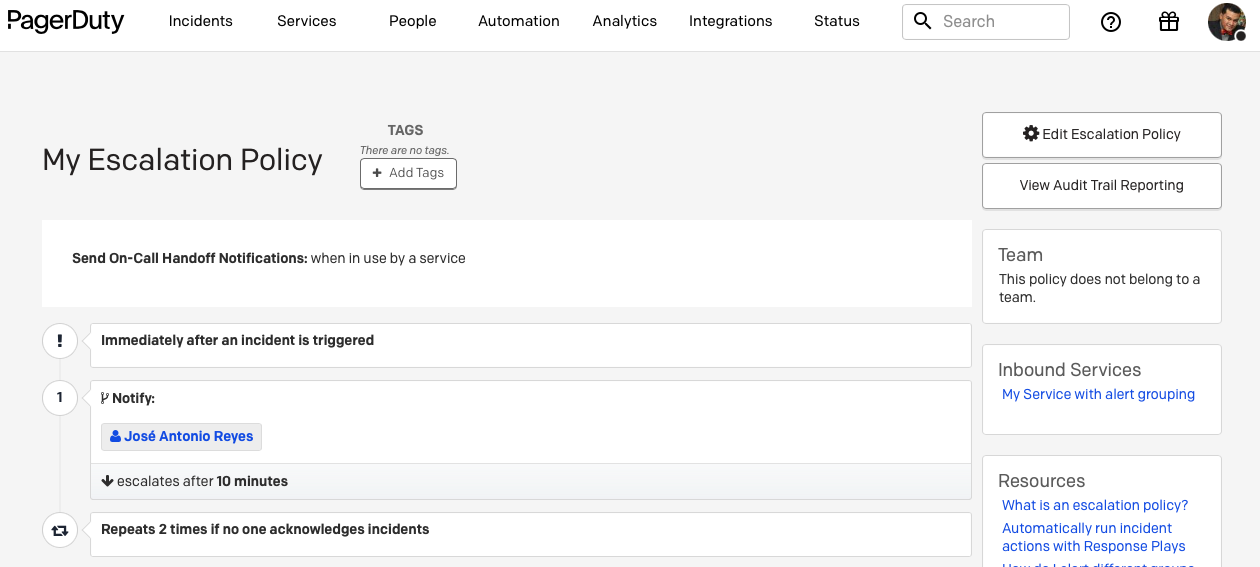 PagerDuty
Incidents
Services
People
Automation
Analytics
Integrations
Status
Search
My Escalation Policy
TAGS
There are no tags.
+ Add Tags
Edit Escalation Policy
View Audit Trail Reporting
Send On-Call Handoff Notifications: when in use by a service
Team
This policy does not belong to a
team.
!
Immediately after an incident is triggered
1
Notify:
José Antonio Reyes
escalates after 10 minutes
Repeats 2 times if no one acknowledges incidents
Inbound Services
My Service with alert grouping
Resources
What is an escalation policy?
Automatically run incident
actions with Response Plays